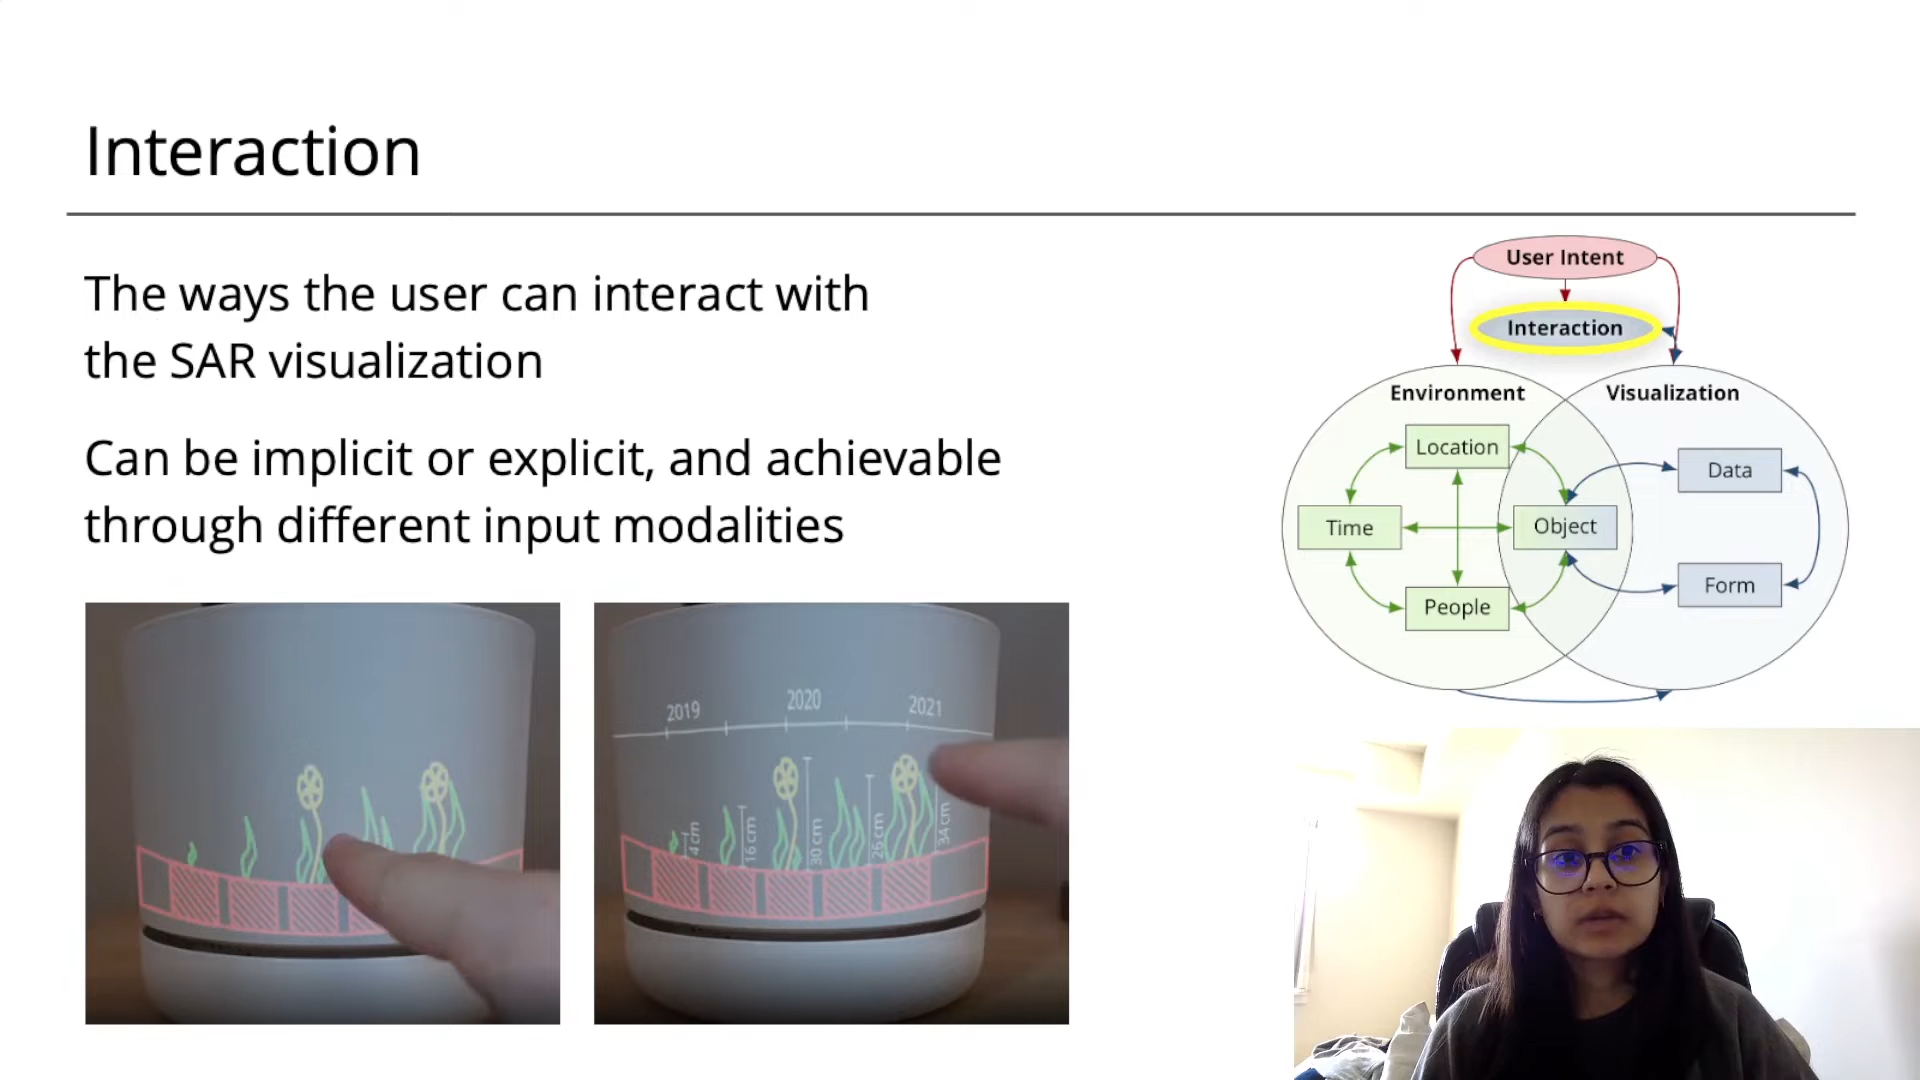 Interaction
The ways the user can interact with
the SAR visualization
Can be implicit or explicit, and achievable
through different input modalities
2019
2020
2021
4 cm
16 cm
30 cm
26 cm
34 cm
User Intent
Interaction
Environment
Visualization
Location
Data
Time
Object
Form
People